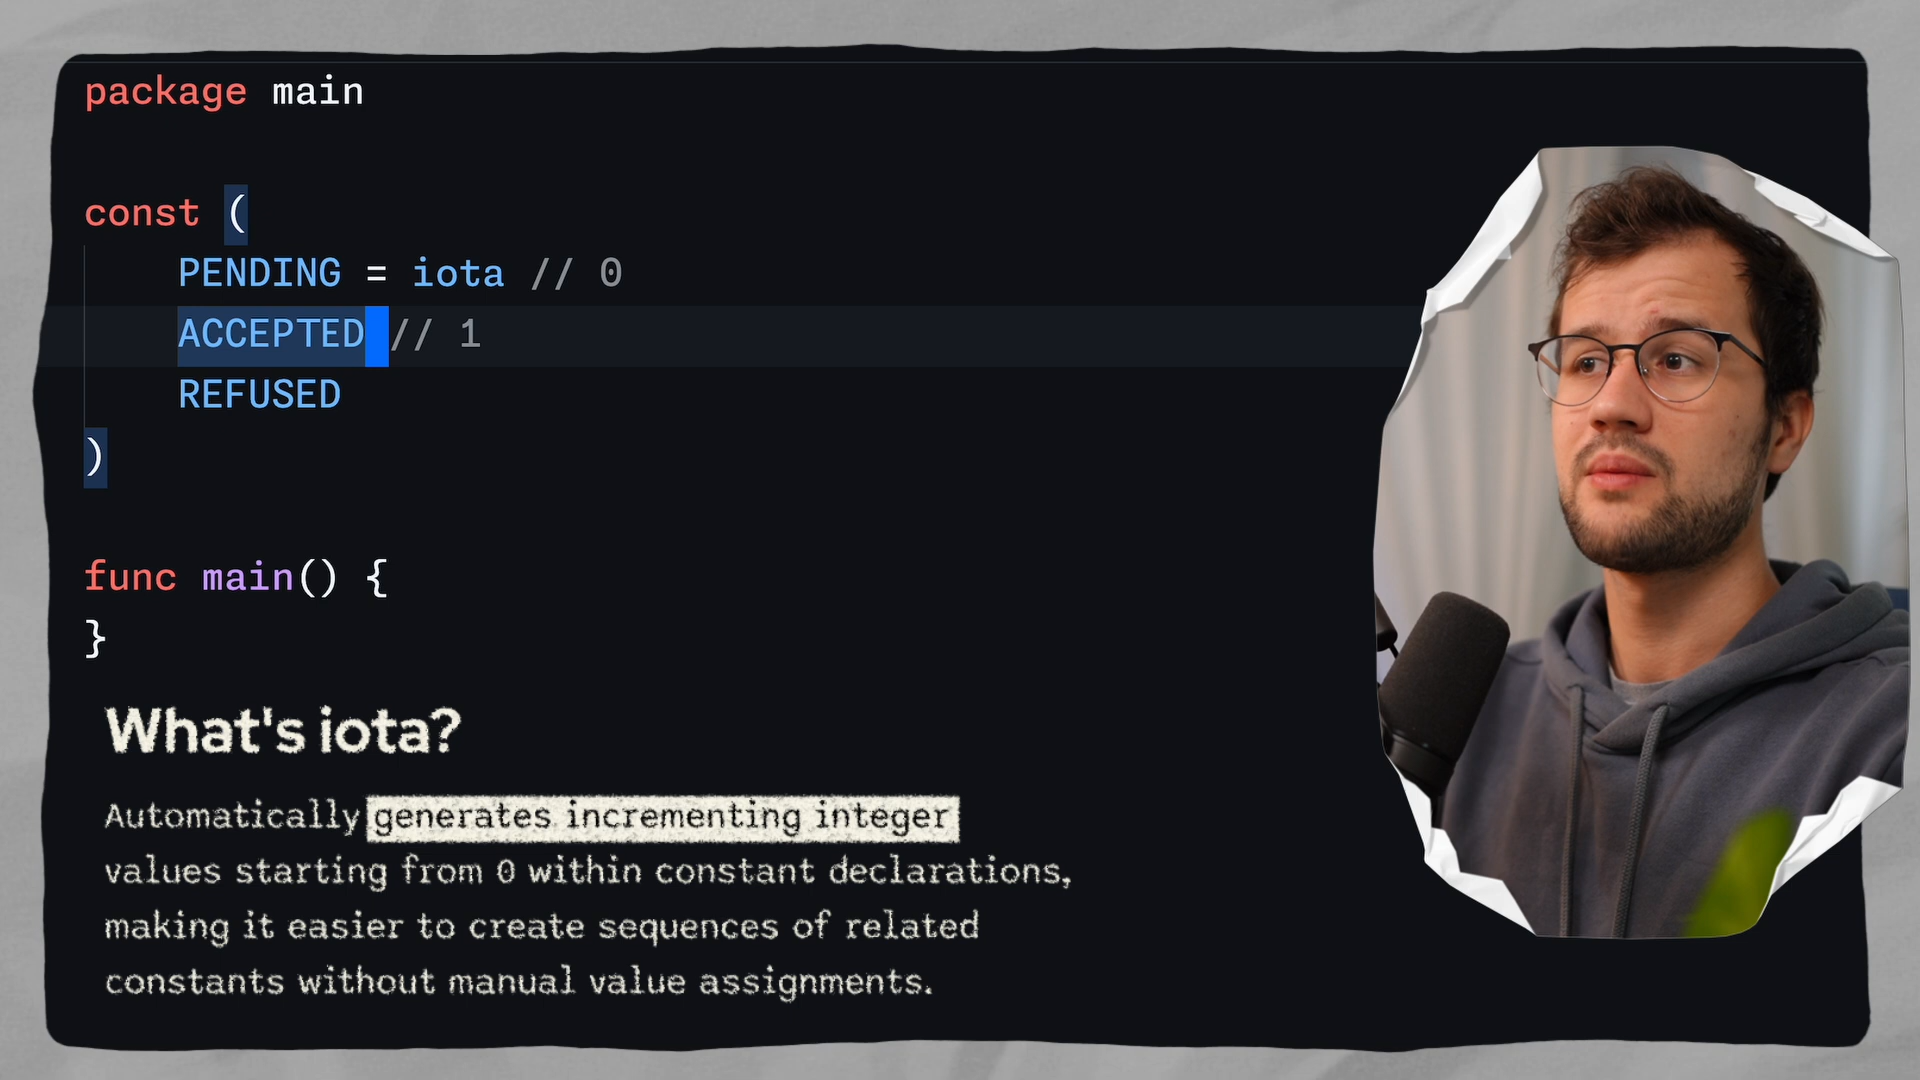 package main
const (
PENDING = iota // 0
ACCEPTED // 1
REFUSED
)
func main() {
}
What's iota?
Automatically generates incrementing integer
values starting from 0 within constant declarations,
making it easier to create sequences of related
constants without manual value assignments.